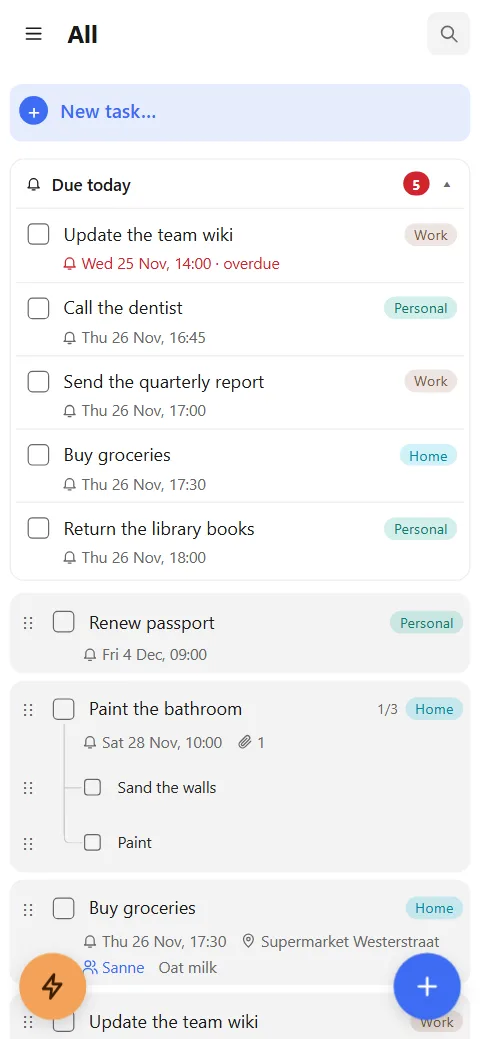 All
New task...
Due today 5
Update the team wiki Work
Wed 25 Nov, 14:00 · overdue
Call the dentist Personal
Thu 26 Nov, 16:45
Send the quarterly report Work
Thu 26 Nov, 17:00
Buy groceries Home
Thu 26 Nov, 17:30
Return the library books Personal
Thu 26 Nov, 18:00
Renew passport Personal
Fri 4 Dec, 09:00
Paint the bathroom 1/3 Home
Sat 28 Nov, 10:00 1
Sand the walls
Paint
Buy groceries Home
Thu 26 Nov, 17:30 Supermarket Westerstraat
Sanne Oat milk
Update the team wiki Work